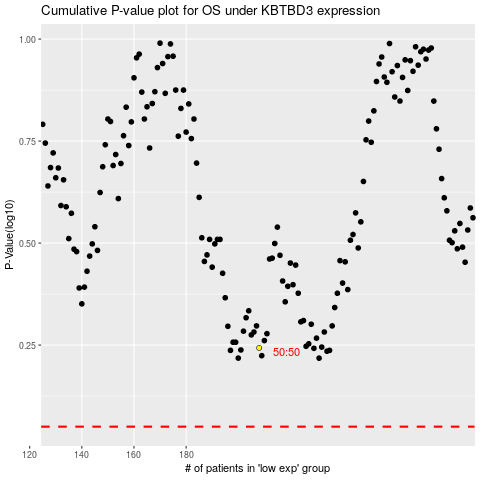 Cumulative P-value plot for OS under KBTBD3 expression
P-Value(log10)
1.00
0.75
0.50
0.25
50:50
120 140 160 180
# of patients in 'low exp' group